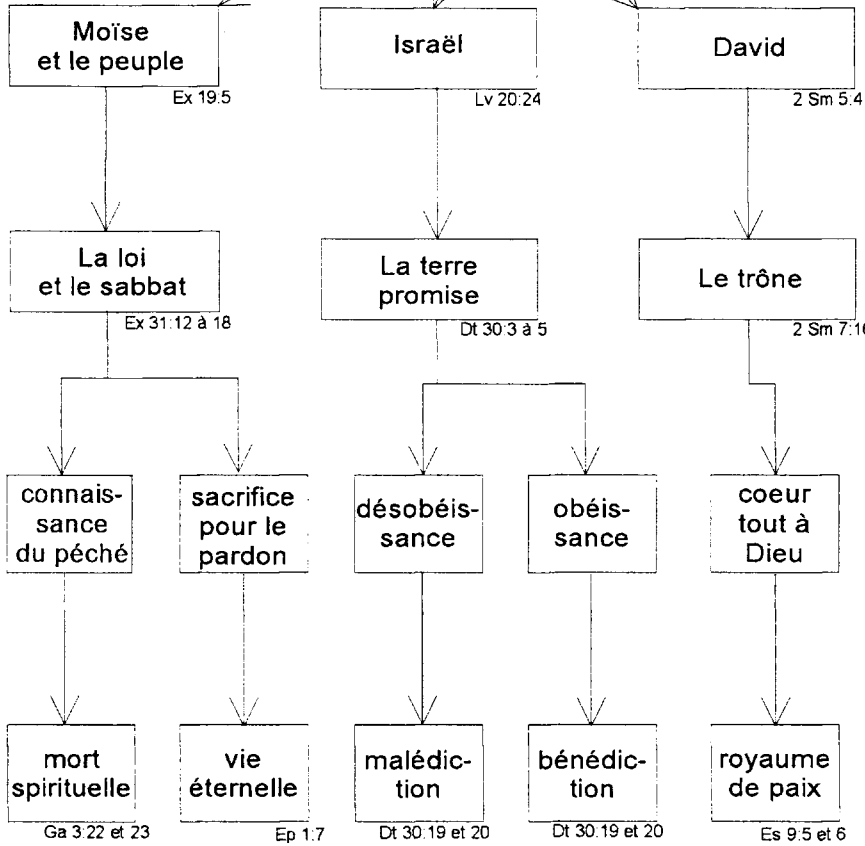 Moïse
et le peuple
Ex 19:5
Israël
Lv 20:24
David
2 Sm 5:4
La loi
et le sabbat
Ex 31:12 à 18
La terre
promise
Dt 30:3 à 5
Le trône
2 Sm 7:16
connais-
sance
du péché
sacrifice
pour le
pardon
désobéis-
sance
obéis-
sance
coeur
tout à
Dieu
mort
spirituelle
Ga 3:22 et 23
vie
éternelle
Ep 1:7
malédic-
tion
Dt 30:19 et 20
bénédic-
tion
Dt 30:19 et 20
royaume
de paix
Es 9:5 et 6